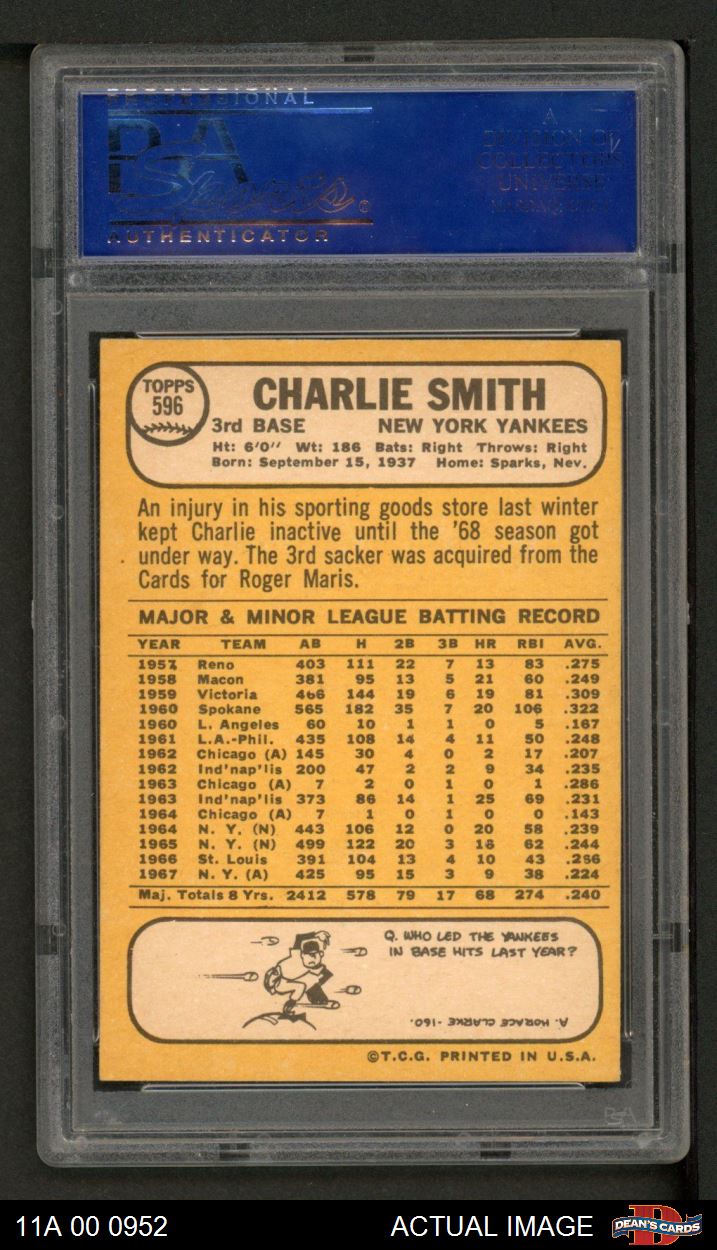 PROFESSIONAL
PSA
AUTHENTICATOR
A
DIVISION OF
COLLECTORS
UNIVERSE
TOPPS
596
CHARLIE SMITH
3rd BASE NEW YORK YANKEES
Ht: 6'0'' Wt: 186 Bats: Right Throws: Right
Born: September 15, 1937 Home: Sparks, Nev.
An injury in his sporting goods store last winter
kept Charlie inactive until the '68 season got
under way. The 3rd sacker was acquired from the
Cards for Roger Maris.
MAJOR & MINOR LEAGUE BATTING RECORD
YEAR TEAM AB H 2B 3B HR RBI AVG.
1957 Reno 403 111 22 7 13 83 .275
1958 Macon 381 95 13 5 21 60 .249
1959 Victoria 466 144 19 6 19 81 .309
1960 Spokane 565 182 35 7 20 106 .322
1960 L. Angeles 60 10 1 1 0 5 .167
1961 L.A.-Phil. 435 108 14 4 11 50 .248
1962 Chicago (A) 145 30 4 0 2 17 .207
1962 Ind'nap'lis 200 47 2 2 9 34 .235
1963 Chicago (A) 7 2 0 1 0 1 .286
1963 Ind'nap'lis 373 86 14 1 25 69 .231
1964 Chicago (A) 7 1 0 1 0 0 .143
1964 N. Y. (N) 443 106 12 0 20 58 .239
1965 N. Y. (N) 499 122 20 3 16 62 .244
1966 St. Louis 391 104 13 4 10 43 .266
1967 N. Y. (A) 425 95 15 3 9 38 .224
Maj. Totals 8 Yrs. 2412 578 79 17 68 274 .240
Q. WHO LED THE YANKEES
IN BASE HITS LAST YEAR?
A. HORACE CLARKE -160.
©T.C.G. PRINTED IN U.S.A.
PSA
11A 00 0952 ACTUAL IMAGE DEAN'S CARDS